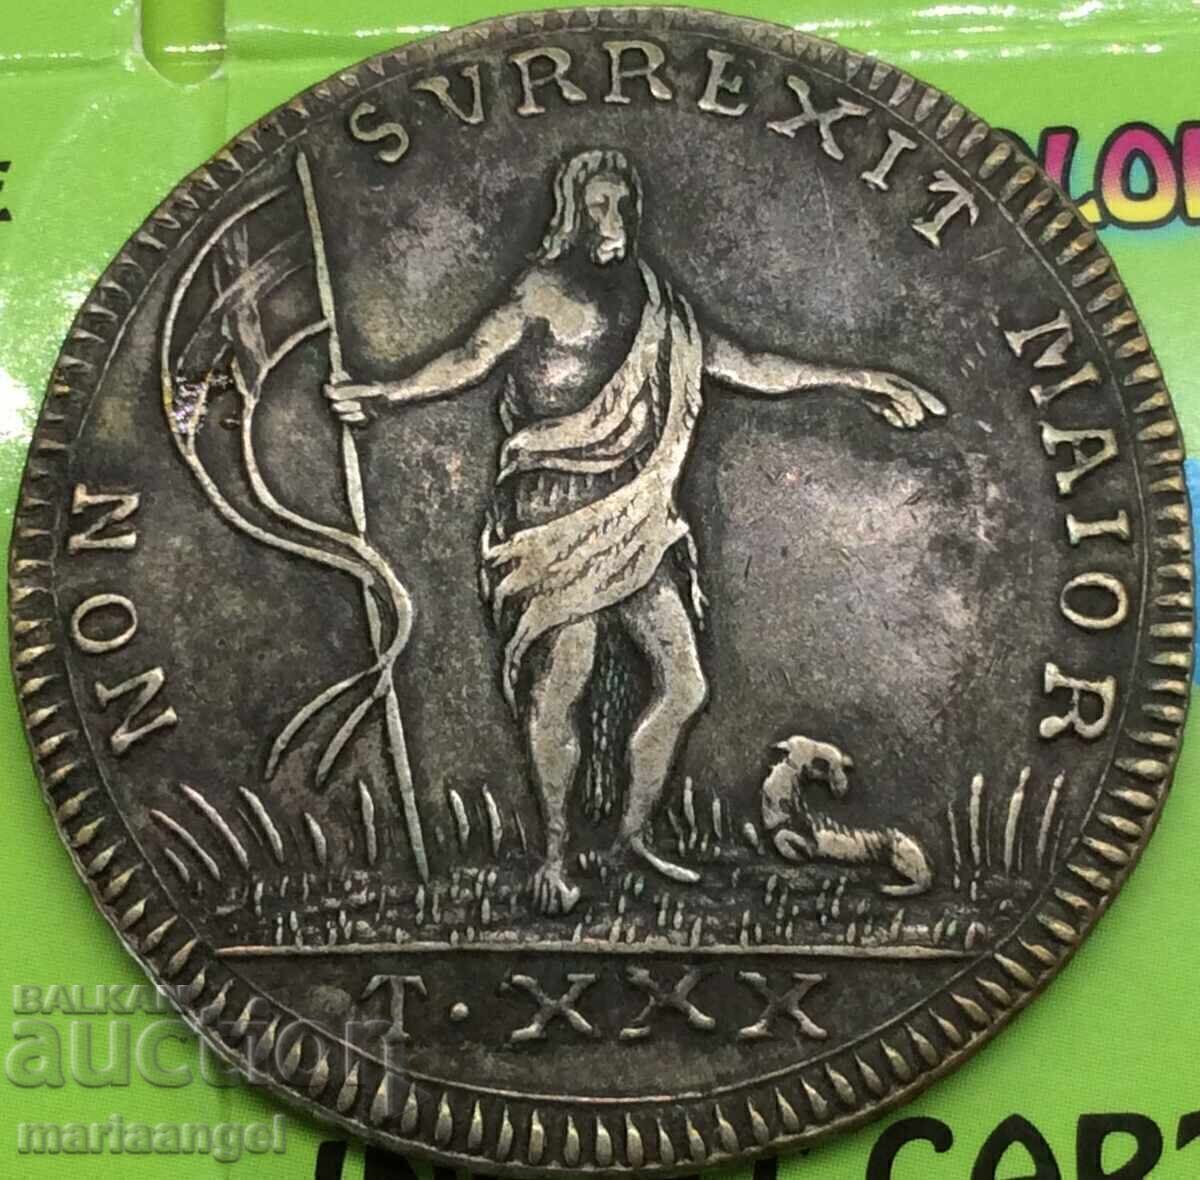 NON SVRREXIT MAIOR
T·XXX
BALKAN
auction
mariaangel